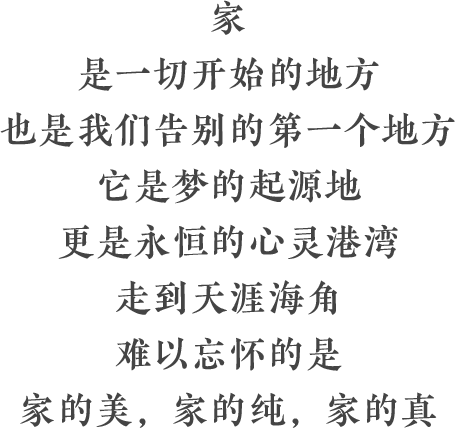 家
是一切开始的地方
也是我们告别的第一个地方
它是梦的起源地
更是永恒的心灵港湾
走到天涯海角
难以忘怀的是
家的美，家的纯，家的真